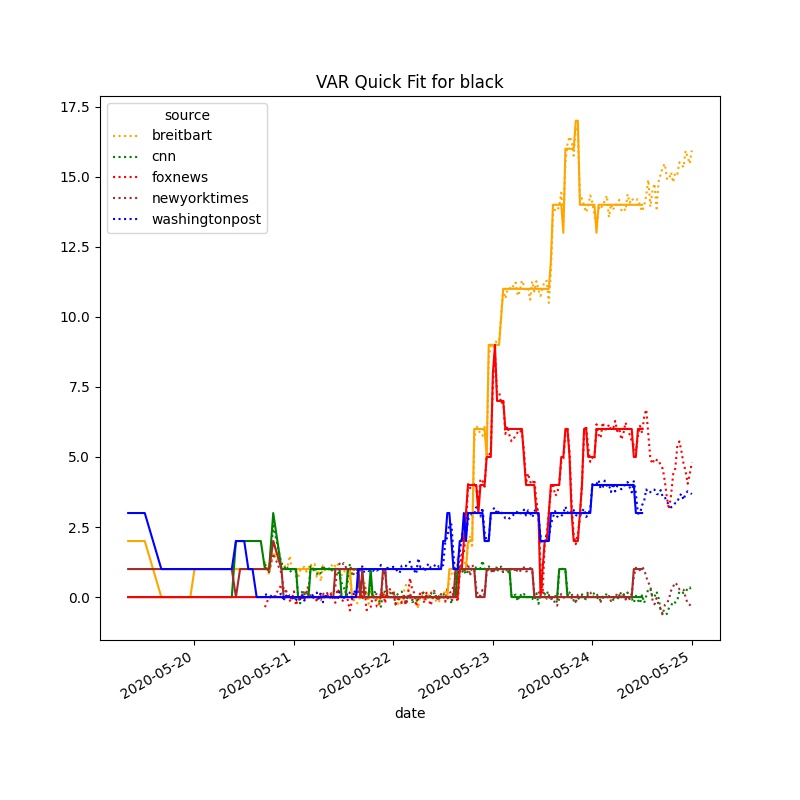 VAR Quick Fit for black
source
breitbart
cnn
foxnews
newyorktimes
washingtonpost
17.5
15.0
12.5
10.0
7.5
5.0
2.5
0.0
2020-05-20
2020-05-21
2020-05-22
2020-05-23
2020-05-24
2020-05-25
date